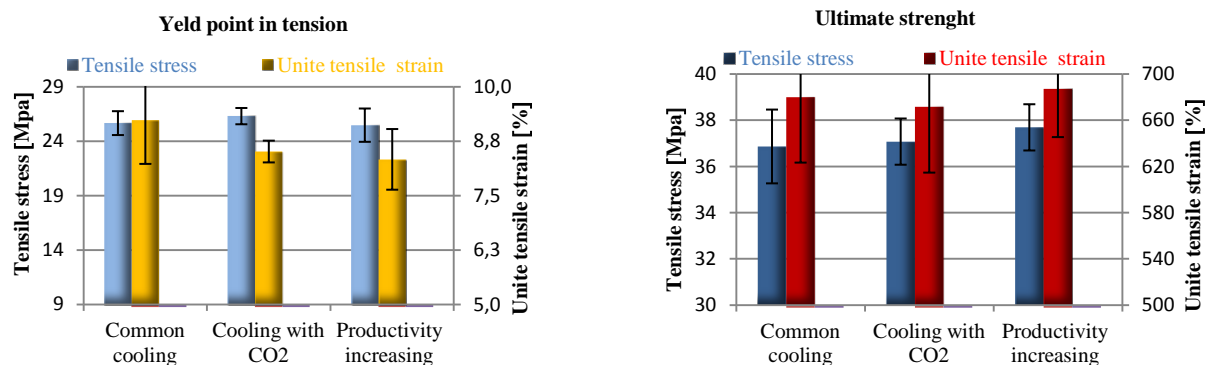 Yeld point in tension
Tensile stress
Unite tensile strain
Tensile stress [Mpa]
29
24
19
14
9
10,0
8,8
7,5
6,3
5,0
Unite tensile strain [%]
Common cooling
Cooling with CO2
Productivity increasing
Ultimate strenght
Tensile stress
Unite tensile strain
Tensile stress [Mpa]
40
38
36
34
32
30
700
660
620
580
540
500
Unite tensile strain [%]
Common cooling
Cooling with CO2
Productivity increasing